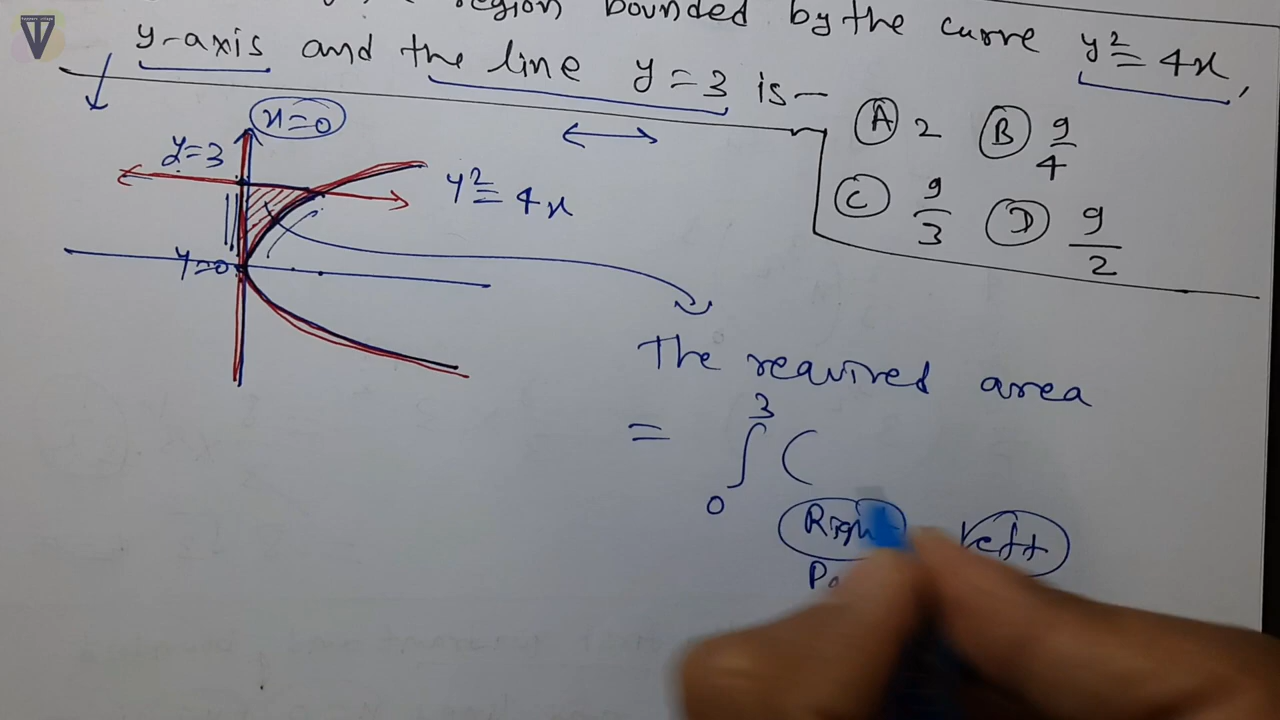 region bounded by the curve y² = 4x,
y-axis and the line y = 3 is —
(A) 2 (B) 9/4
(C) 9/3 (D) 9/2
x=0
y=3
y² = 4x
y=0
The required area
= ∫₀³ (
Right left